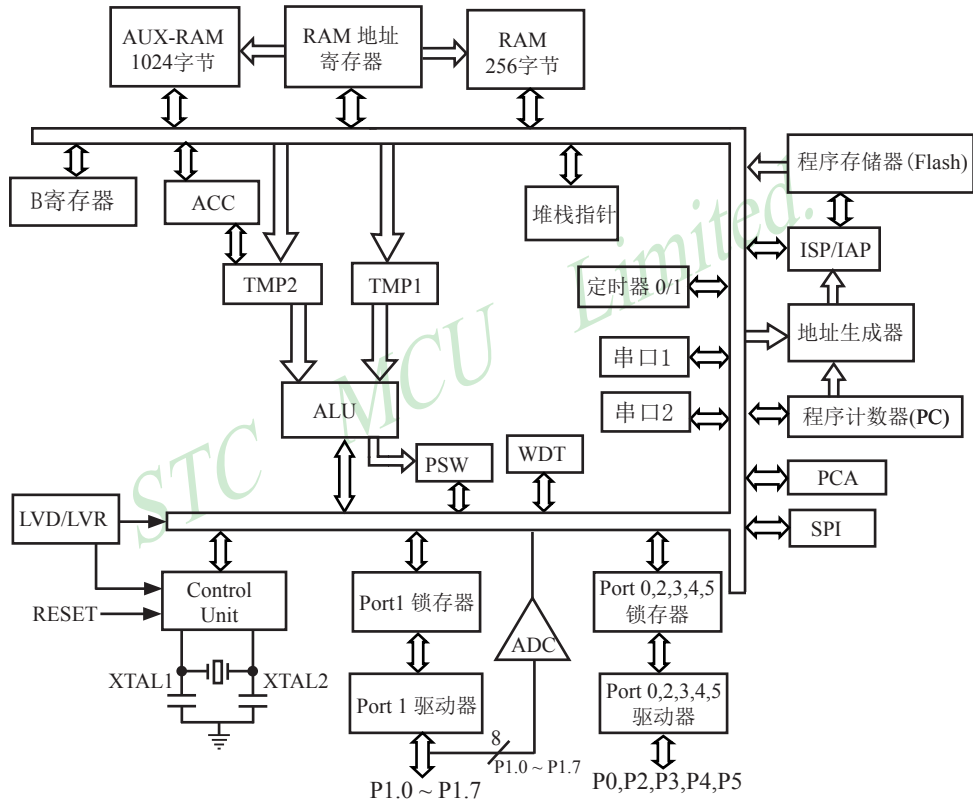 AUX-RAM
1024字节
RAM 地址
寄存器
RAM
256字节
B寄存器
ACC
堆栈指针
程序存储器(Flash)
ISP/IAP
TMP2
TMP1
定时器 0/1
地址生成器
串口1
ALU
串口2
程序计数器(PC)
PSW
WDT
PCA
LVD/LVR
SPI
Control
Unit
RESET
Port1 锁存器
ADC
Port 0,2,3,4,5
锁存器
XTAL1
XTAL2
Port 1 驱动器
Port 0,2,3,4,5
驱动器
8
P1.0 ~ P1.7
P1.0 ~ P1.7
P0,P2,P3,P4,P5
STC MCU Limited.